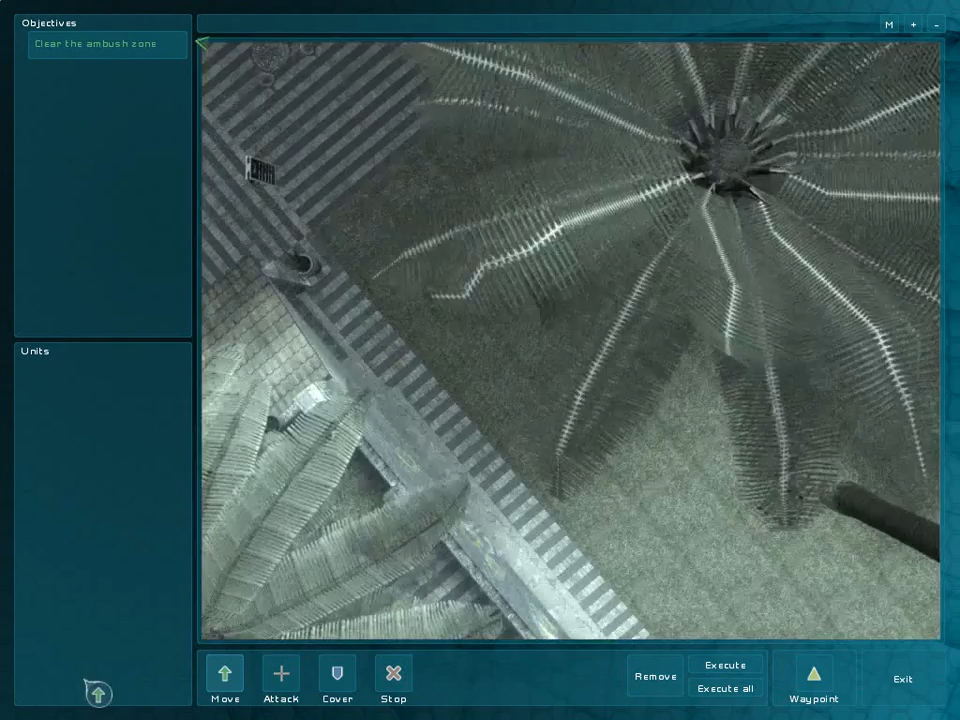 Objectives
Clear the ambush zone
M + -
Units
Move Attack Cover Stop
Remove
Execute
Execute all
Waypoint
Exit